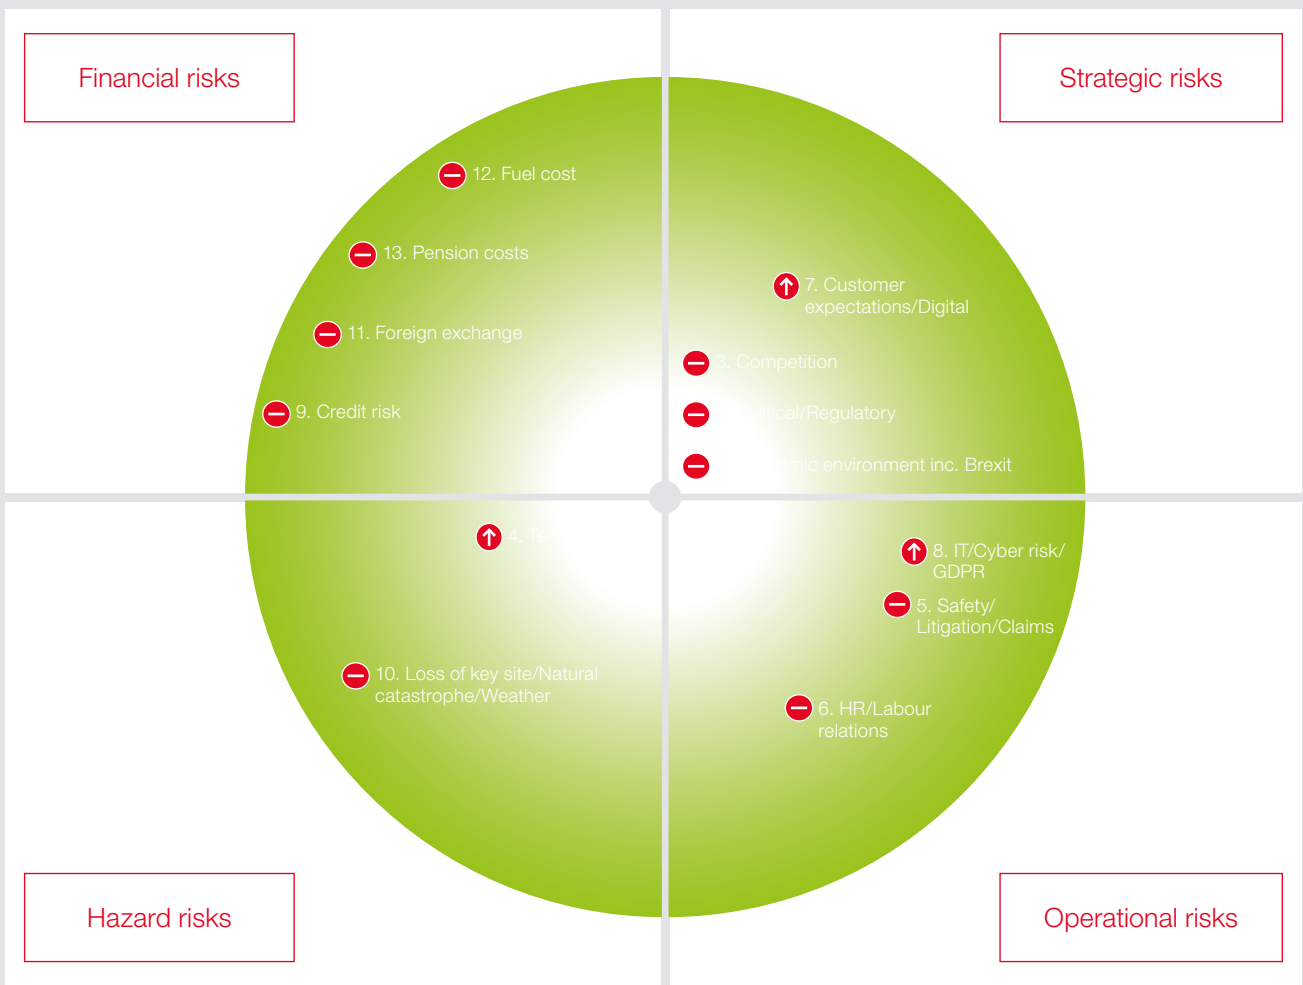 Financial risks
Strategic risks
12. Fuel cost
13. Pension costs
11. Foreign exchange
9. Credit risk
7. Customer
expectations/Digital
3. Competition
/Regulatory
environment inc. Brexit
4.
10. Loss of key site/Natural
catastrophe/Weather
8. IT/Cyber risk/
GDPR
5. Safety/
Litigation/Claims
6. HR/Labour
relations
Hazard risks
Operational risks